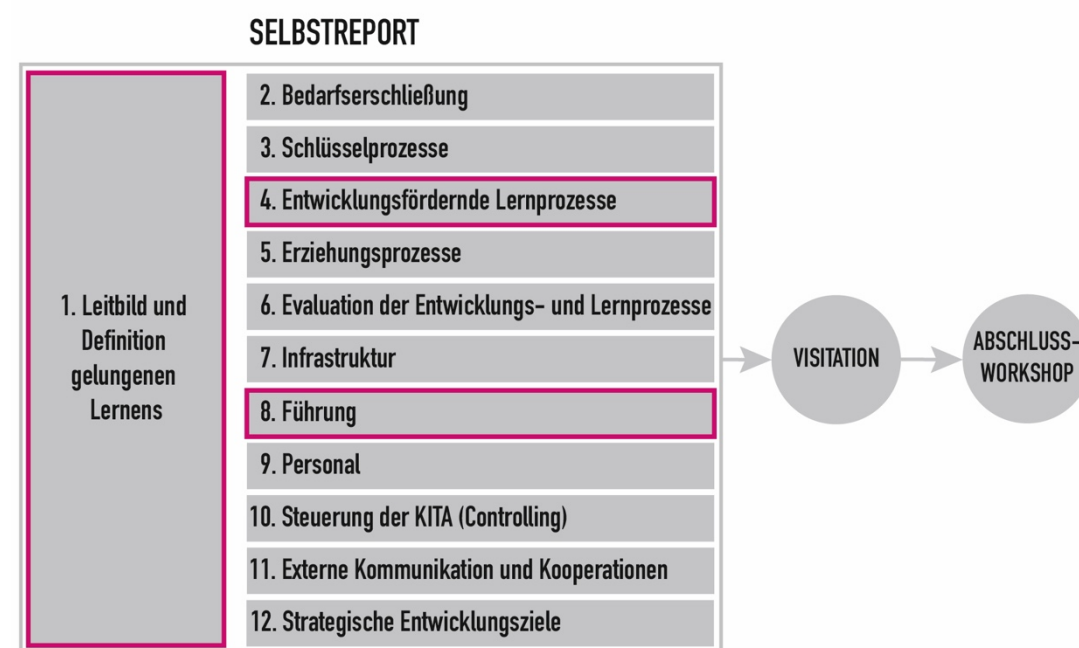 SELBSTREPORT
1. Leitbild und
Definition
gelungenen
Lernens
2. Bedarfserschließung
3. Schlüsselprozesse
4. Entwicklungsfördernde Lernprozesse
5. Erziehungsprozesse
6. Evaluation der Entwicklungs- und Lernprozesse
7. Infrastruktur
8. Führung
9. Personal
10. Steuerung der KITA (Controlling)
11. Externe Kommunikation und Kooperationen
12. Strategische Entwicklungsziele
VISITATION
ABSCHLUSS-
WORKSHOP